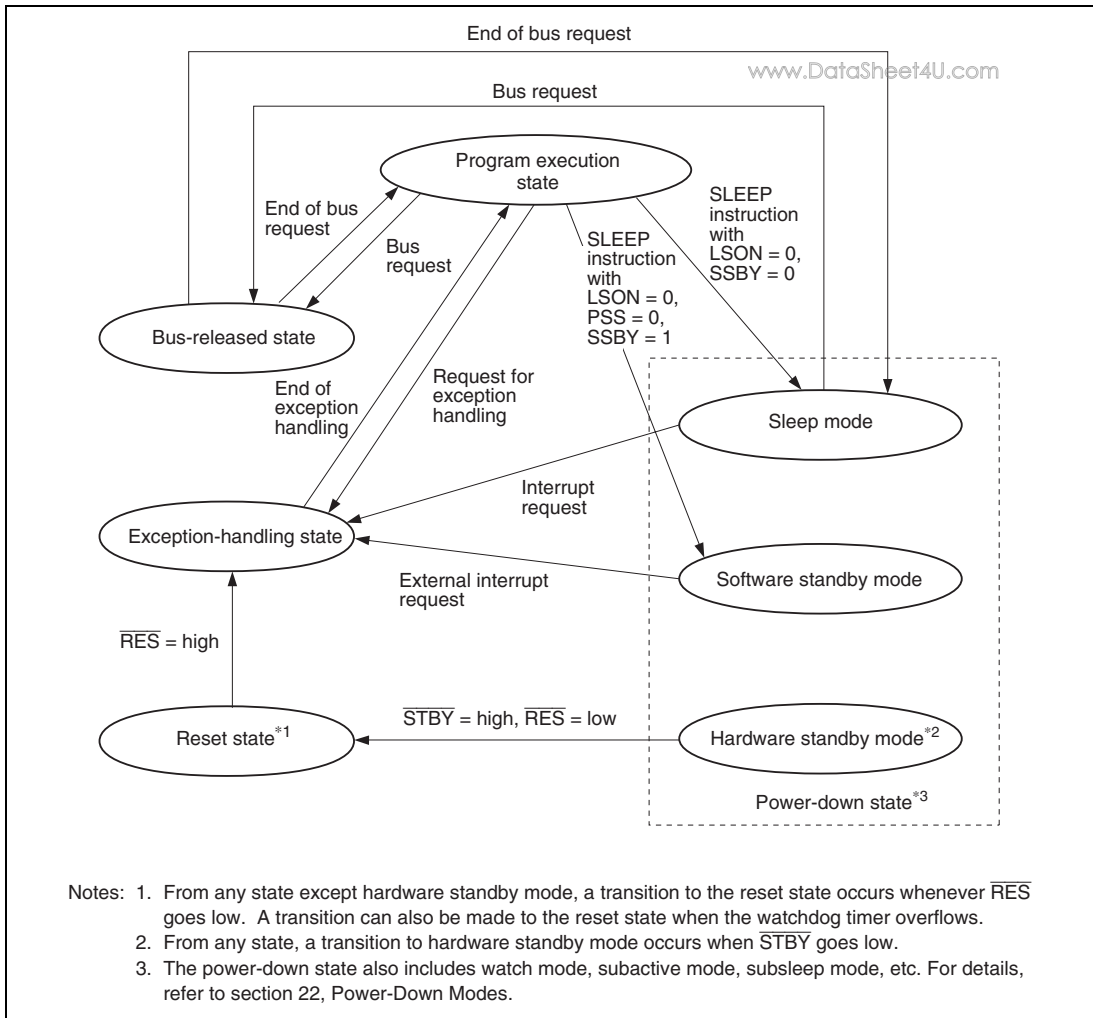 End of bus request
www.DataSheet4U.com
Bus request
Program execution
state
SLEEP
instruction
with
LSON = 0,
SSBY = 0
End of bus
request
Bus
request
SLEEP
instruction
with
LSON = 0,
PSS = 0,
SSBY = 1
Bus-released state
End of
exception
handling
Request for
exception
handling
Sleep mode
Interrupt
request
Exception-handling state
Software standby mode
External interrupt
request
R̅E̅S̅ = high
S̅T̅B̅Y̅ = high, R̅E̅S̅ = low
Reset state*1
Hardware standby mode*2
Power-down state*3
Notes: 1. From any state except hardware standby mode, a transition to the reset state occurs whenever R̅E̅S̅
goes low. A transition can also be made to the reset state when the watchdog timer overflows.
2. From any state, a transition to hardware standby mode occurs when S̅T̅B̅Y̅ goes low.
3. The power-down state also includes watch mode, subactive mode, subsleep mode, etc. For details,
refer to section 22, Power-Down Modes.